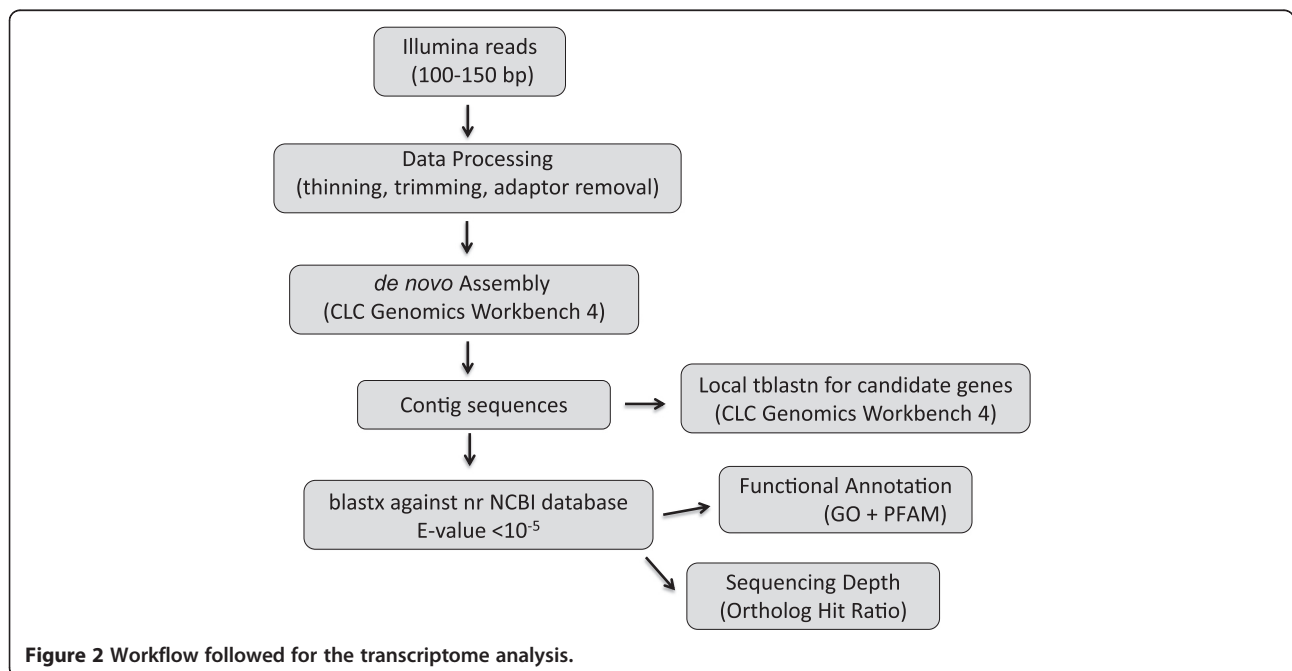 Illumina reads
(100-150 bp)
Data Processing
(thinning, trimming, adaptor removal)
de novo Assembly
(CLC Genomics Workbench 4)
Contig sequences
Local tblastn for candidate genes
(CLC Genomics Workbench 4)
blastx against nr NCBI database
E-value <10⁻⁵
Functional Annotation
(GO + PFAM)
Sequencing Depth
(Ortholog Hit Ratio)
Figure 2 Workflow followed for the transcriptome analysis.